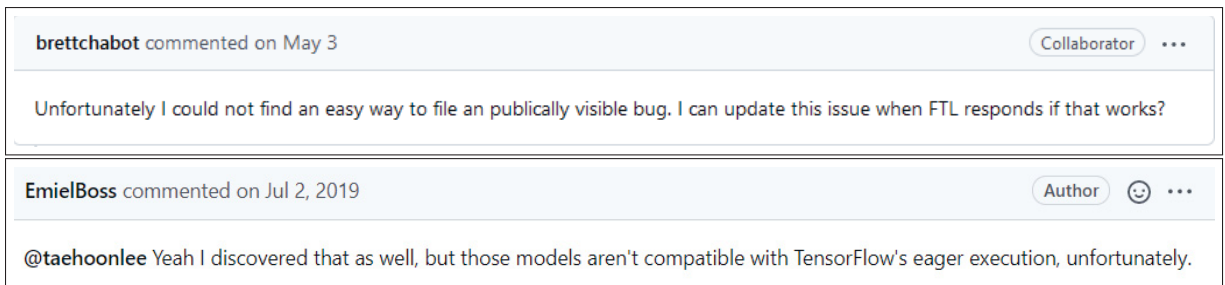 brettchabot commented on May 3 Collaborator ...
Unfortunately I could not find an easy way to file an publically visible bug. I can update this issue when FTL responds if that works?
EmielBoss commented on Jul 2, 2019 Author ...
@taehoonlee Yeah I discovered that as well, but those models aren't compatible with TensorFlow's eager execution, unfortunately.